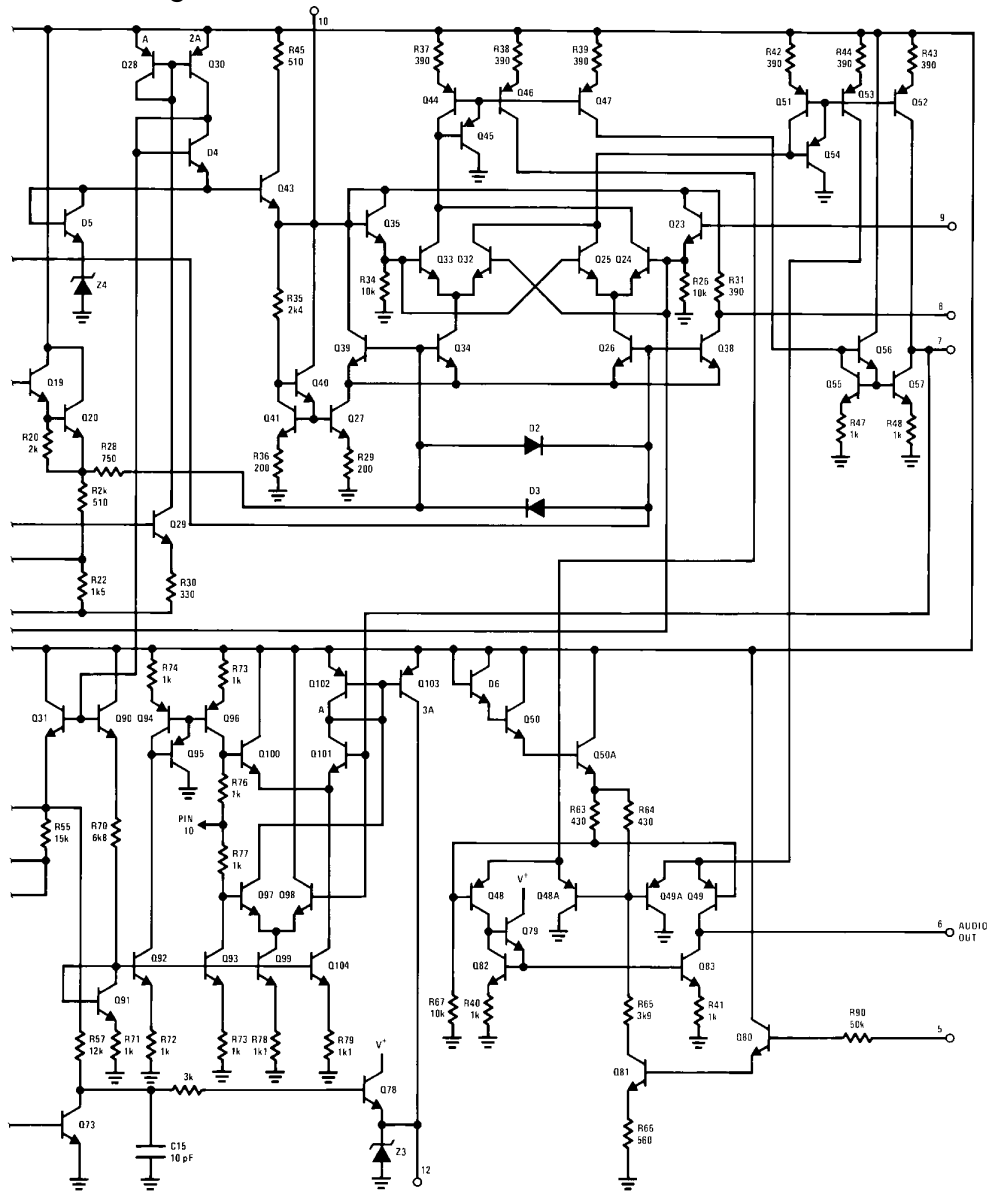 10
A
2A
Q28
Q30
R45
510
R37
390
R38
390
R39
390
R42
390
R44
390
R43
390
Q44
Q46
Q47
Q51
Q53
Q52
Q45
Q54
D4
Q43
D5
Z4
Q35
Q23
9
R34
10k
Q33
Q32
Q25
Q24
R26
10k
R31
390
R35
2k4
8
Q39
Q34
Q26
Q38
7
Q56
Q19
Q40
Q55
Q57
Q20
Q41
Q27
R20
2k
R28
750
R47
1k
R48
1k
D2
R36
200
R29
200
R2k
510
D3
Q29
R22
1k5
R30
330
R74
1k
R73
1k
Q102
Q103
D6
A
3A
Q31
Q90
Q94
Q96
Q50
Q95
Q100
Q101
Q50A
R76
1k
PIN
10
R55
15k
R70
6k8
R63
430
R64
430
R77
1k
Q97
Q98
Q48
V+
Q48A
Q49A
Q49
Q79
6
AUDIO
OUT
Q92
Q93
Q99
Q104
Q82
Q83
Q91
R67
10k
R40
1k
R65
3k9
R41
1k
R57
12k
R71
1k
R72
1k
R73
1k
R78
1k1
R79
1k1
R90
50k
5
Q80
V+
Q81
3k
Q78
Q73
R66
560
C15
10 pF
Z3
12